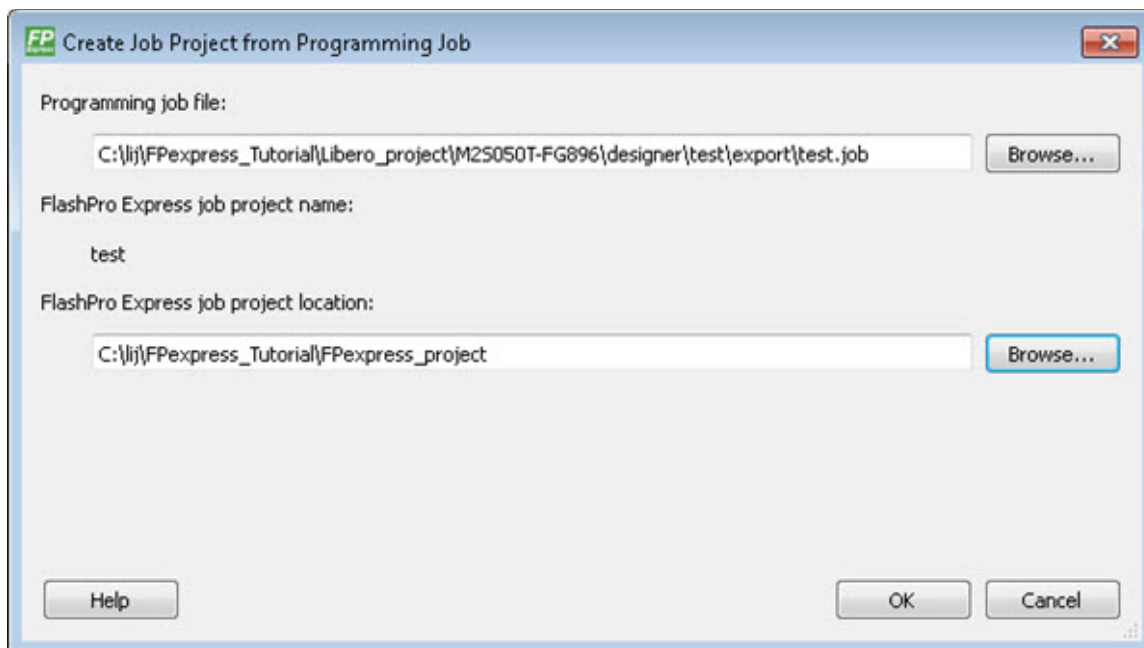 FP Express Create Job Project from Programming Job
Programming job file:
C:\lij\FPexpress_Tutorial\Libero_project\M2S050T-FG896\designer\test\export\test.job Browse...
FlashPro Express job project name:
test
FlashPro Express job project location:
C:\lij\FPexpress_Tutorial\FPexpress_project Browse...
Help OK Cancel